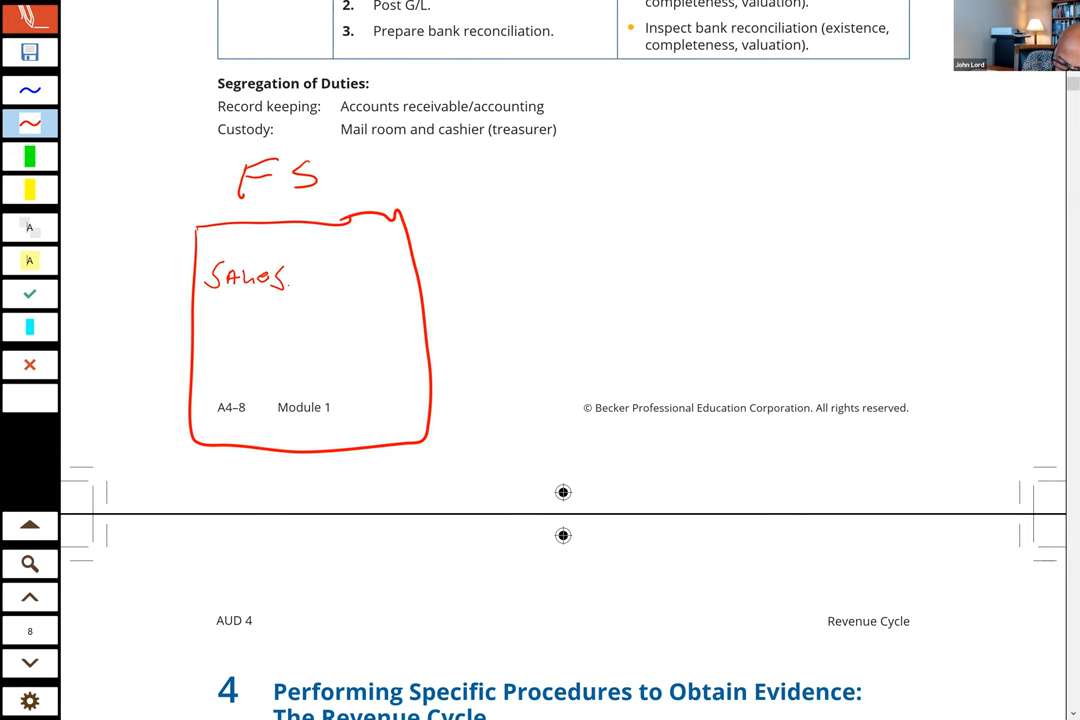 completeness, valuation).
2. Post G/L.
3. Prepare bank reconciliation.
Inspect bank reconciliation (existence,
completeness, valuation).
John Lord
Segregation of Duties:
Record keeping: Accounts receivable/accounting
Custody: Mail room and cashier (treasurer)
FS
SALES.
A4–8 Module 1
© Becker Professional Education Corporation. All rights reserved.
A
A
8
AUD 4
Revenue Cycle
4 Performing Specific Procedures to Obtain Evidence:
The Revenue Cycle